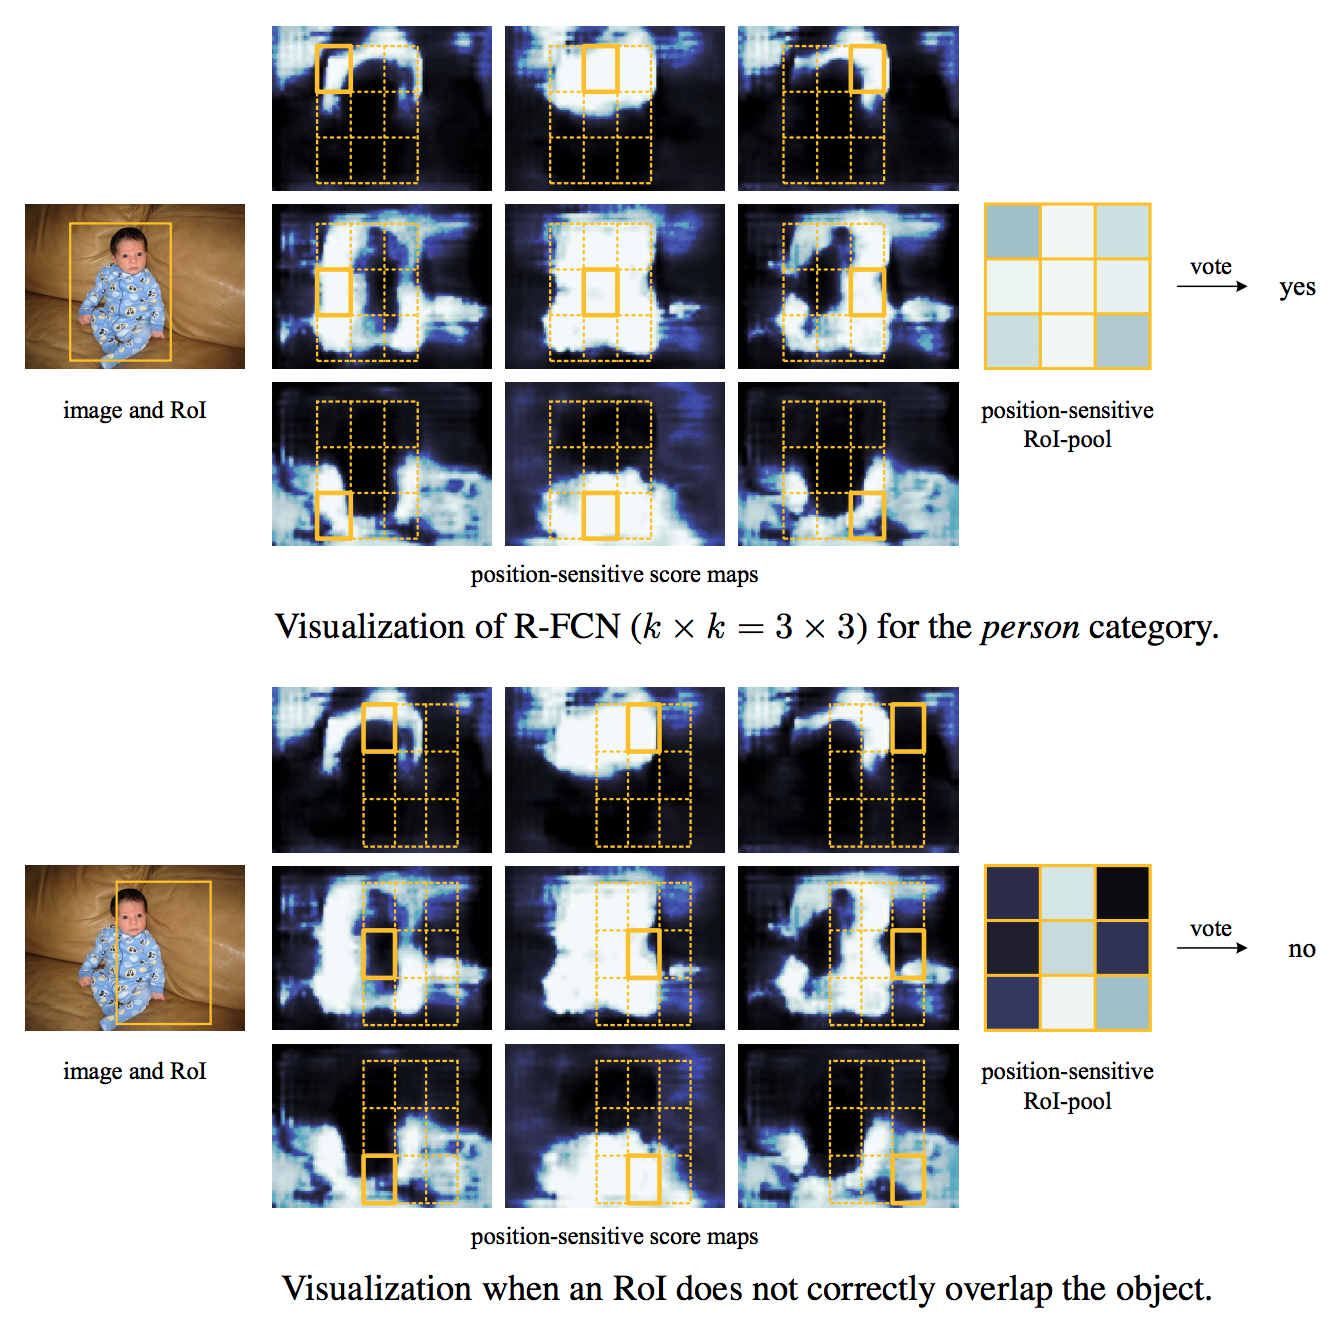 image and RoI
position-sensitive score maps
position-sensitive
RoI-pool
vote
yes
Visualization of R-FCN (k × k = 3 × 3) for the person category.
image and RoI
position-sensitive score maps
position-sensitive
RoI-pool
vote
no
Visualization when an RoI does not correctly overlap the object.